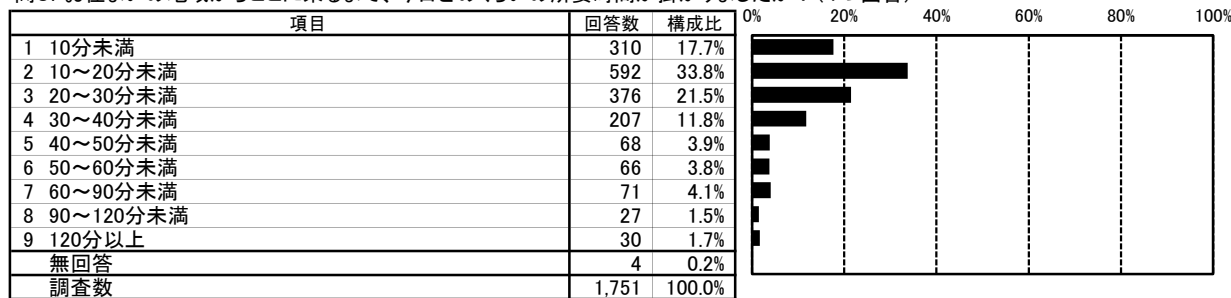 項目 回答数 構成比 0% 20% 40% 60% 80% 100%
1 10分未満 310 17.7%
2 10～20分未満 592 33.8%
3 20～30分未満 376 21.5%
4 30～40分未満 207 11.8%
5 40～50分未満 68 3.9%
6 50～60分未満 66 3.8%
7 60～90分未満 71 4.1%
8 90～120分未満 27 1.5%
9 120分以上 30 1.7%
無回答 4 0.2%
調査数 1,751 100.0%